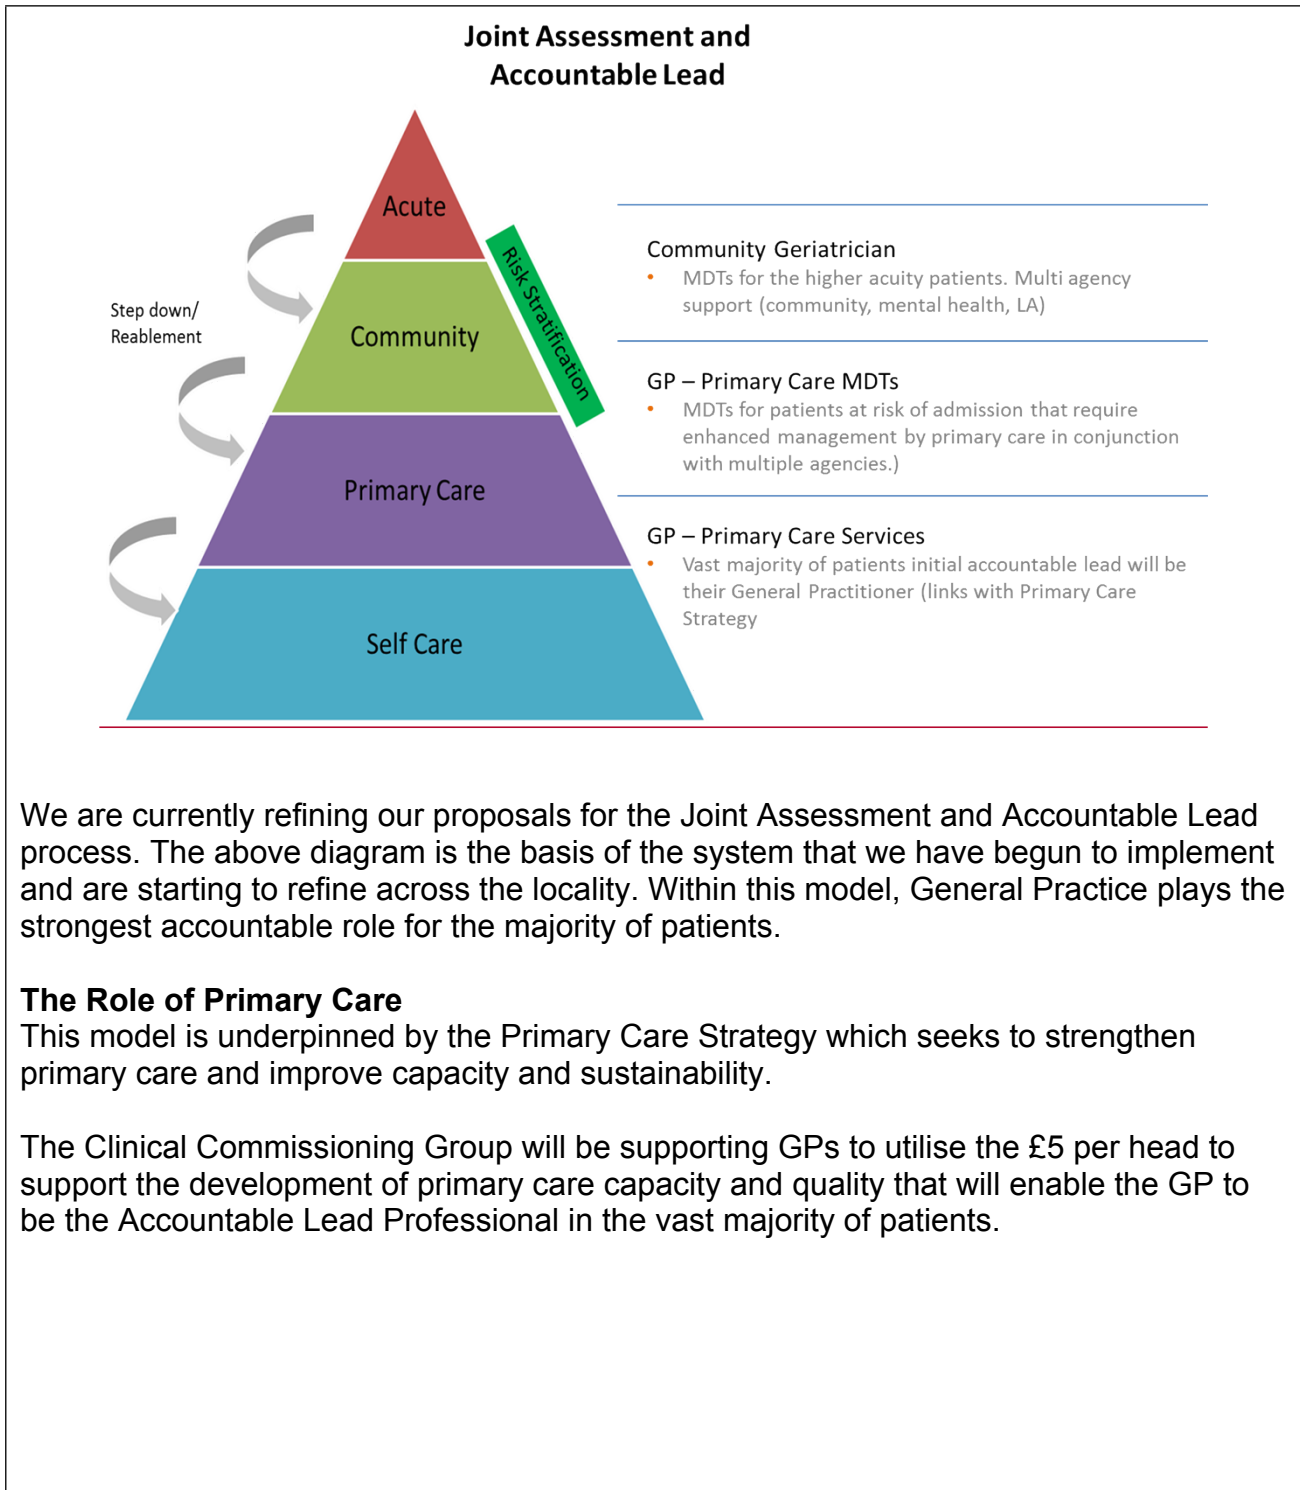 Joint Assessment and
Accountable Lead
Acute
Community
Primary Care
Self Care
Risk Stratification
Step down/
Reablement
Community Geriatrician
• MDTs for the higher acuity patients. Multi agency
support (community, mental health, LA)
GP – Primary Care MDTs
• MDTs for patients at risk of admission that require
enhanced management by primary care in conjunction
with multiple agencies.)
GP – Primary Care Services
• Vast majority of patients initial accountable lead will be
their General Practitioner (links with Primary Care
Strategy
We are currently refining our proposals for the Joint Assessment and Accountable Lead
process. The above diagram is the basis of the system that we have begun to implement
and are starting to refine across the locality. Within this model, General Practice plays the
strongest accountable role for the majority of patients.
The Role of Primary Care
This model is underpinned by the Primary Care Strategy which seeks to strengthen
primary care and improve capacity and sustainability.
The Clinical Commissioning Group will be supporting GPs to utilise the £5 per head to
support the development of primary care capacity and quality that will enable the GP to
be the Accountable Lead Professional in the vast majority of patients.